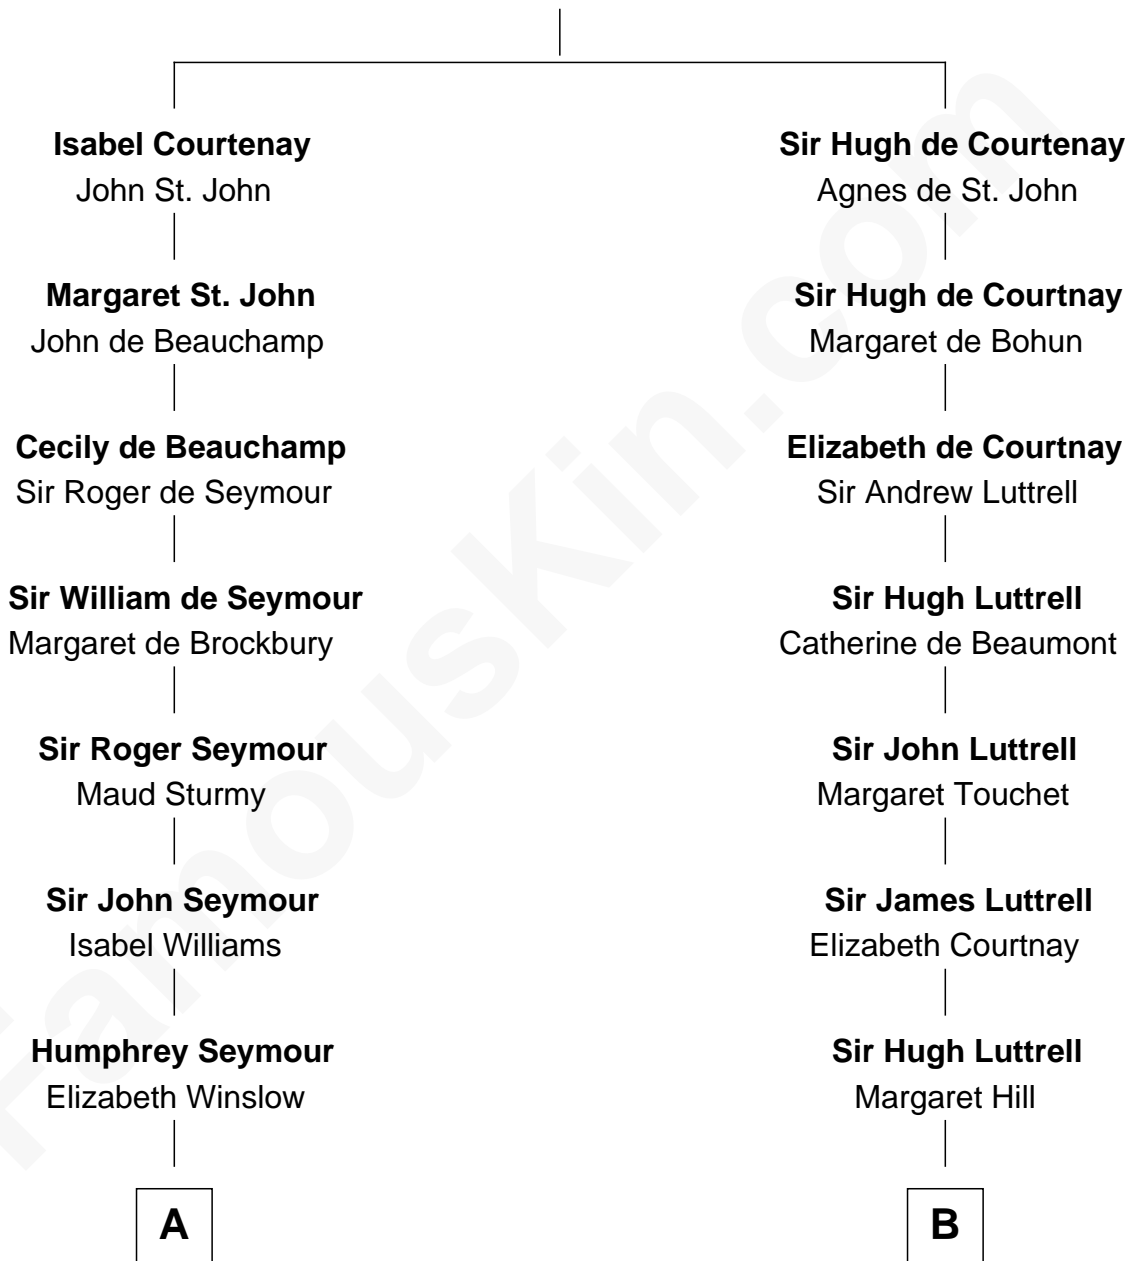 Isabel Courtenay
John St. John
Margaret St. John
John de Beauchamp
Cecily de Beauchamp
Sir Roger de Seymour
Sir William de Seymour
Margaret de Brockbury
Sir Roger Seymour
Maud Sturmy
Sir John Seymour
Isabel Williams
Humphrey Seymour
Elizabeth Winslow
A
Sir Hugh de Courtenay
Agnes de St. John
Sir Hugh de Courtnay
Margaret de Bohun
Elizabeth de Courtnay
Sir Andrew Luttrell
Sir Hugh Luttrell
Catherine de Beaumont
Sir John Luttrell
Margaret Touchet
Sir James Luttrell
Elizabeth Courtnay
Sir Hugh Luttrell
Margaret Hill
B
FamousKin.com